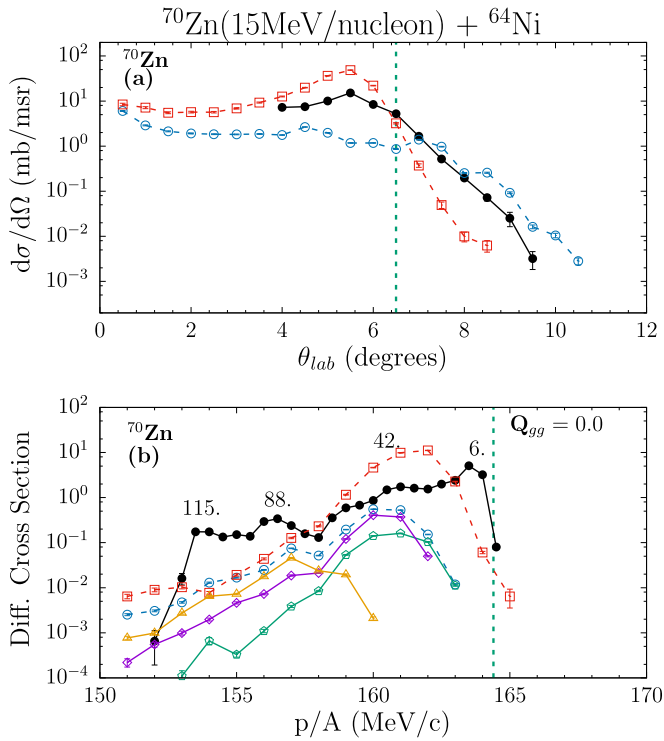 ⁷⁰Zn(15MeV/nucleon) + ⁶⁴Ni
⁷⁰Zn
(a)
dσ/dΩ (mb/msr)
10²
10¹
10⁰
10⁻¹
10⁻²
10⁻³
0 2 4 6 8 10 12
θ_lab (degrees)
⁷⁰Zn
(b)
Q_gg = 0.0
115. 88. 42. 6.
Diff. Cross Section
10²
10¹
10⁰
10⁻¹
10⁻²
10⁻³
10⁻⁴
150 155 160 165 170
p/A (MeV/c)